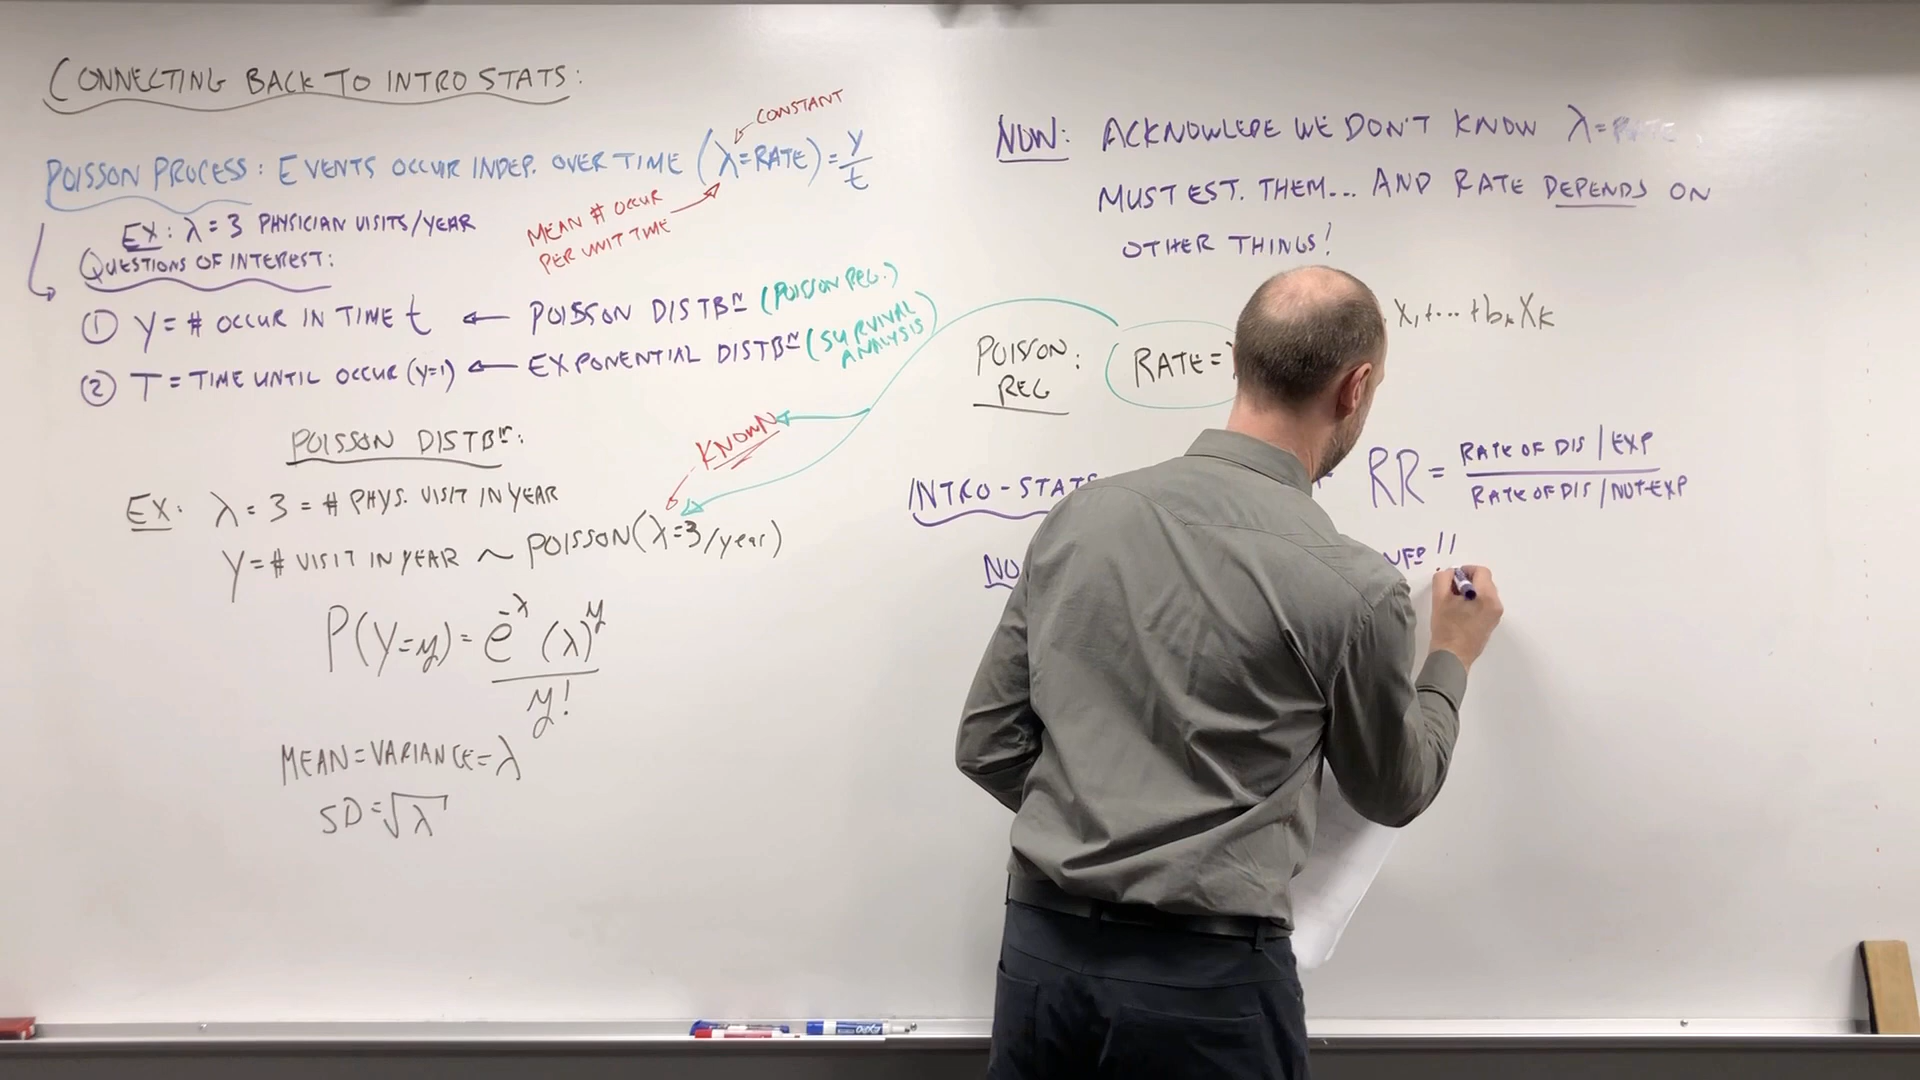 CONNECTING BACK TO INTRO STATS:
POISSON PROCESS: EVENTS OCCUR INDEP. OVER TIME (λ=RATE) = Y/t
CONSTANT
MEAN # OCCUR
PER UNIT TIME
EX: λ=3 PHYSICIAN VISITS/YEAR
QUESTIONS OF INTEREST:
① Y = # OCCUR IN TIME t ← POISSON DISTBN (POISSON REG.)
② T = TIME UNTIL OCCUR (Y=1) ← EXPONENTIAL DISTBN (SURVIVAL
ANALYSIS)
POISSON DISTBN:
KNOWN
EX: λ = 3 = # PHYS. VISIT IN YEAR
Y = # VISIT IN YEAR ~ POISSON(λ=3/year)
P(Y=y) = e^-λ (λ)^y
y!
MEAN=VARIANCE=λ
SD=√λ
NOW: ACKNOWLEDE WE DON'T KNOW λ=RATE
MUST EST. THEM... AND RATE DEPENDS ON
OTHER THINGS!
X₁+...+bₖXₖ
POISSON
REG:
RATE=
INTRO-STATS
RR = RATE OF DIS / EXP
RATE OF DIS / NOT EXP
NO
!!